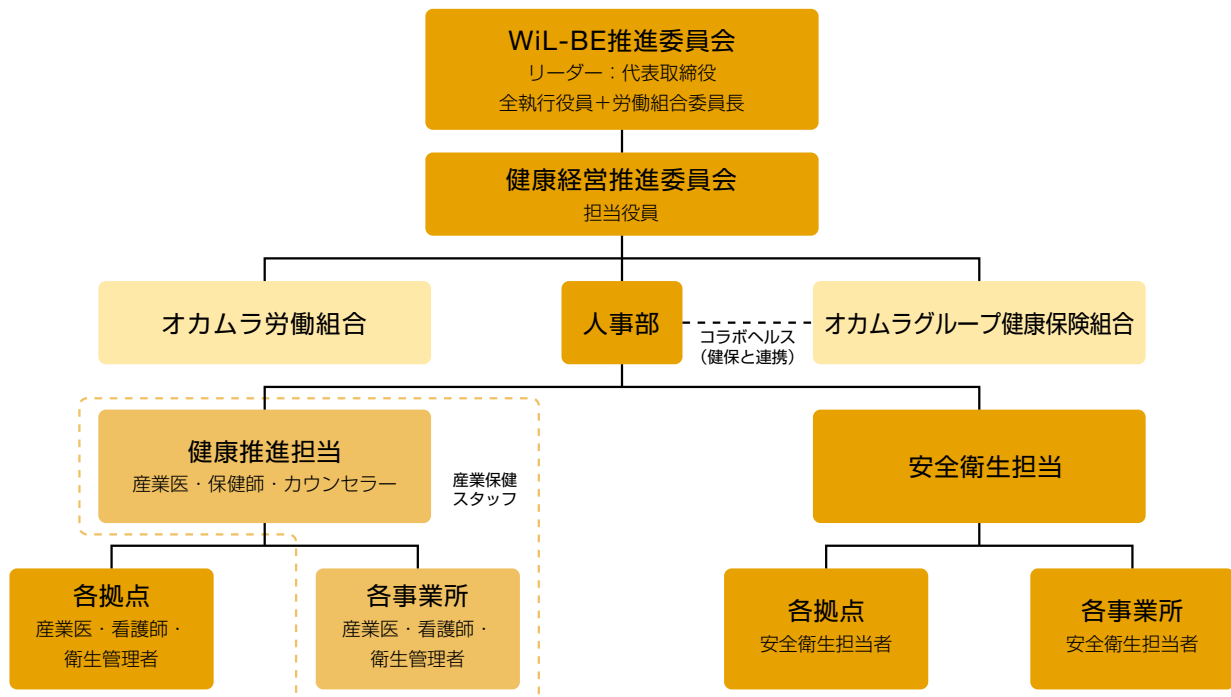 WiL-BE推進委員会
リーダー：代表取締役
全執行役員＋労働組合委員長
健康経営推進委員会
担当役員
オカムラ労働組合
人事部
コラボヘルス
（健保と連携）
オカムラグループ健康保険組合
健康推進担当
産業医・保健師・カウンセラー
産業保健
スタッフ
安全衛生担当
各拠点
産業医・看護師・
衛生管理者
各事業所
産業医・看護師・
衛生管理者
各拠点
安全衛生担当者
各事業所
安全衛生担当者